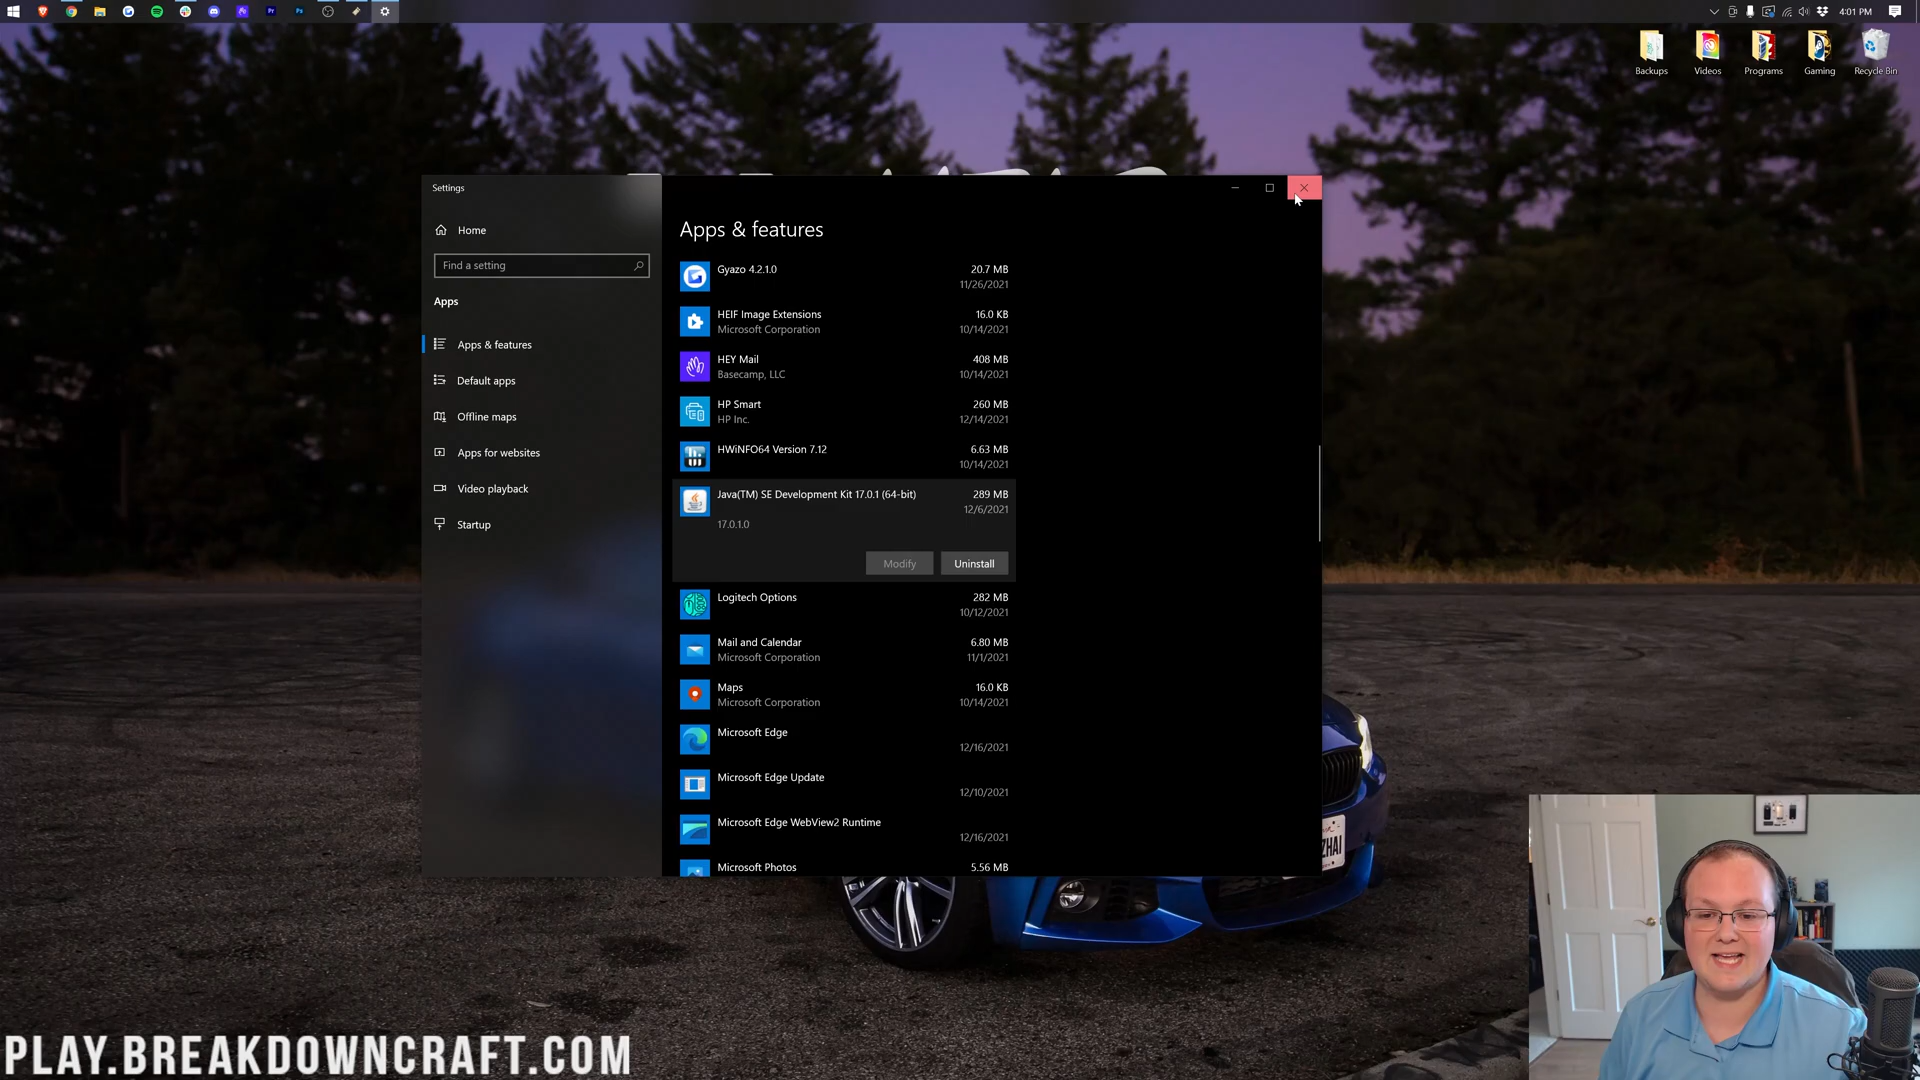 4:01 PM
Backups
Videos
Programs
Gaming
Recycle Bin
Settings
Home
Find a setting
Apps
Apps & features
Default apps
Offline maps
Apps for websites
Video playback
Startup
Apps & features
Gyazo 4.2.1.0
20.7 MB
11/26/2021
HEIF Image Extensions
16.0 KB
Microsoft Corporation
10/14/2021
HEY Mail
408 MB
Basecamp, LLC
10/14/2021
HP Smart
260 MB
HP Inc.
12/14/2021
HWiNFO64 Version 7.12
6.63 MB
10/14/2021
Java(TM) SE Development Kit 17.0.1 (64-bit)
289 MB
12/6/2021
17.0.1.0
Modify
Uninstall
Logitech Options
282 MB
10/12/2021
Mail and Calendar
6.80 MB
Microsoft Corporation
11/1/2021
Maps
16.0 KB
Microsoft Corporation
10/14/2021
Microsoft Edge
12/16/2021
Microsoft Edge Update
12/10/2021
Microsoft Edge WebView2 Runtime
12/16/2021
Microsoft Photos
5.56 MB
PLAY.BREAKDOWNCRAFT.COM